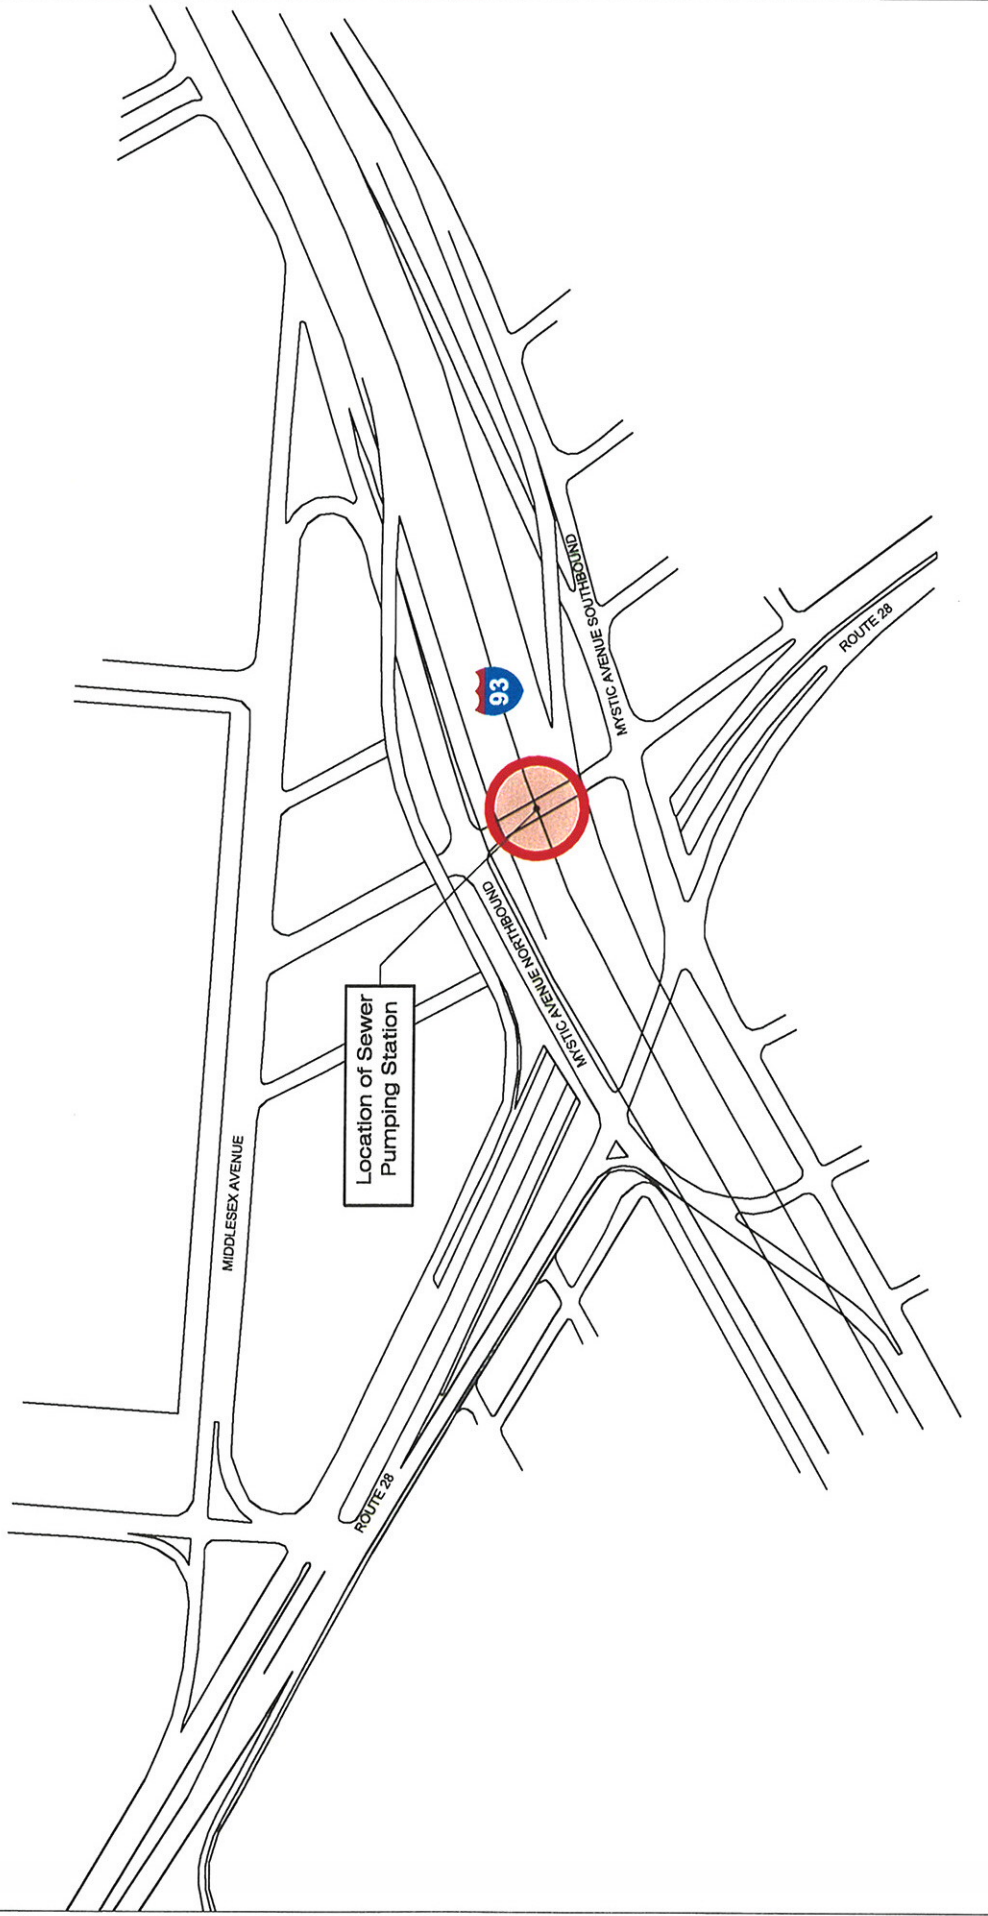 MYSTIC AVENUE SOUTHBOUND
ROUTE 28
93
MYSTIC AVENUE NORTHBOUND
Location of Sewer
Pumping Station
MIDDLESEX AVENUE
ROUTE 28